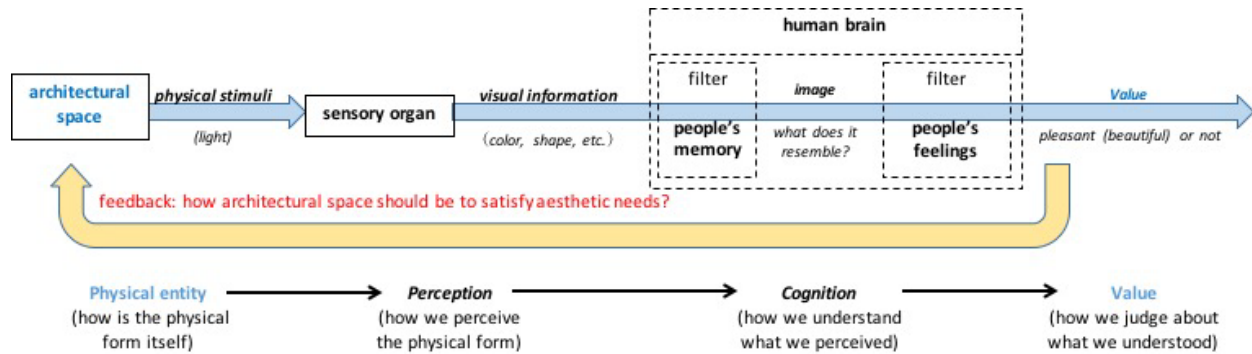 human brain
architectural
space
physical stimuli
(light)
sensory organ
visual information
(color, shape, etc.)
filter
people's
memory
image
what does it
resemble?
filter
people's
feelings
Value
pleasant (beautiful) or not
feedback: how architectural space should be to satisfy aesthetic needs?
Physical entity
(how is the physical
form itself)
Perception
(how we perceive
the physical form)
Cognition
(how we understand
what we perceived)
Value
(how we judge about
what we understood)